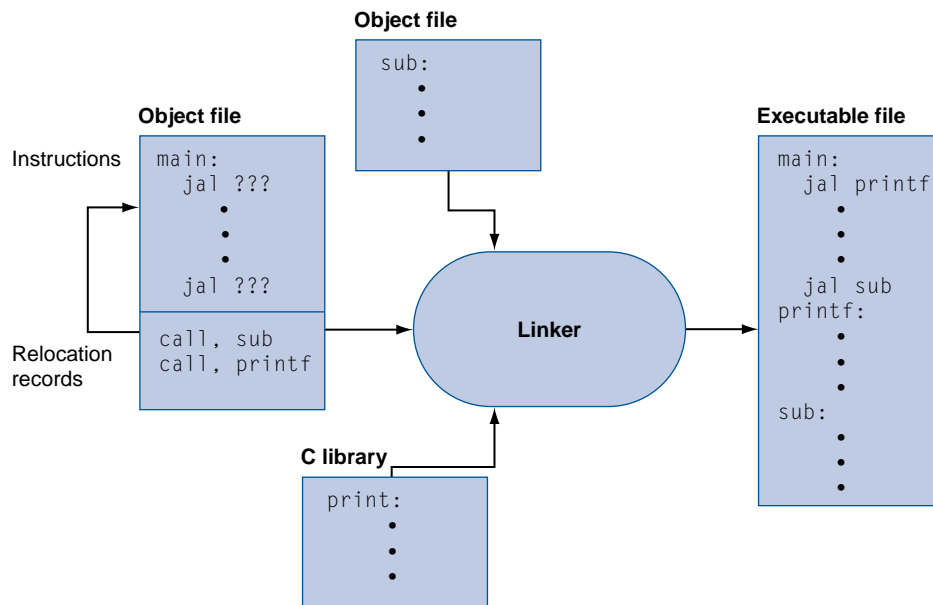 Object file
sub:
Object file
Instructions
main:
jal ???
jal ???
Relocation
records
call, sub
call, printf
Linker
C library
print:
Executable file
main:
jal printf
jal sub
printf:
sub: